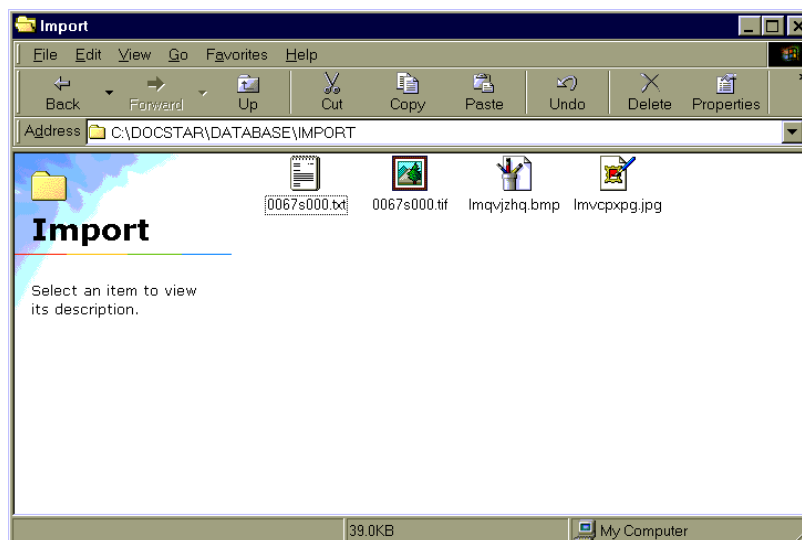 Import
File Edit View Go Favorites Help
Back Forward Up Cut Copy Paste Undo Delete Properties
Address C:\DOCSTAR\DATABASE\IMPORT
0067s000.txt 0067s000.tif lmqvjzhq.bmp lmvcpxpg.jpg
Import
Select an item to view
its description.
39.0KB My Computer